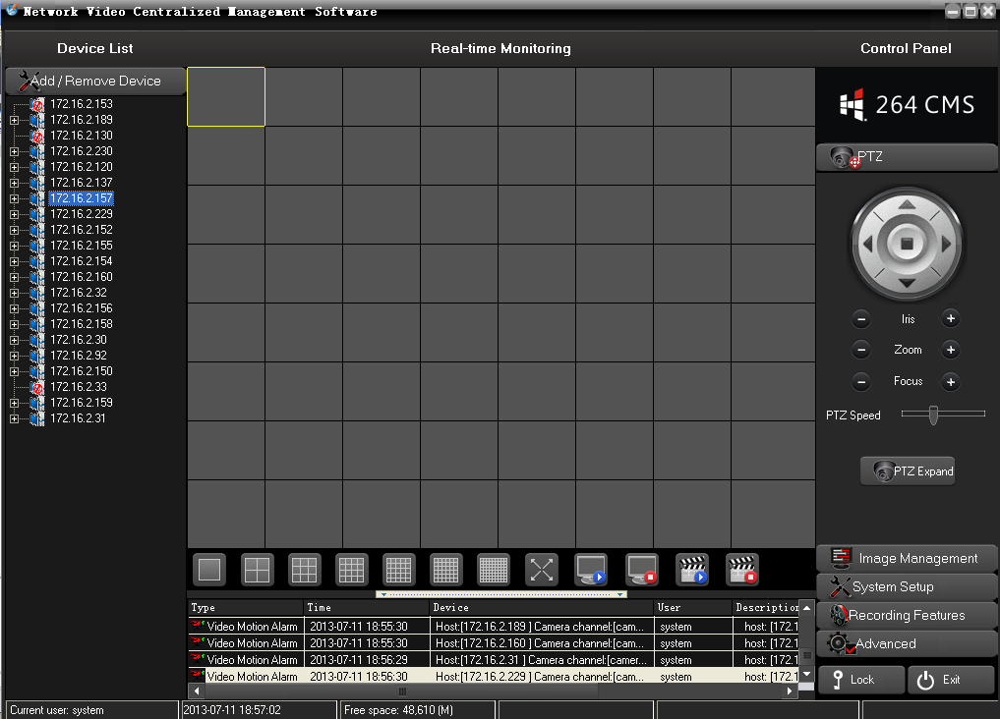 Network Video Centralized Management Software
Device List
Real-time Monitoring
Control Panel
Add / Remove Device
172.16.2.153
172.16.2.189
172.16.2.130
172.16.2.230
172.16.2.120
172.16.2.137
172.16.2.157
172.16.2.229
172.16.2.152
172.16.2.155
172.16.2.154
172.16.2.160
172.16.2.32
172.16.2.156
172.16.2.158
172.16.2.30
172.16.2.92
172.16.2.150
172.16.2.33
172.16.2.159
172.16.2.31
264 CMS
PTZ
Iris
Zoom
Focus
PTZ Speed
PTZ Expand
Image Management
System Setup
Recording Features
Advanced
Lock Exit
Type Time Device User Description
Video Motion Alarm 2013-07-11 18:55:30 Host:[172.16.2.189 ] Camera channel:[cam... system host: [172.1
Video Motion Alarm 2013-07-11 18:55:30 Host:[172.16.2.160 ] Camera channel:[cam... system host: [172.1
Video Motion Alarm 2013-07-11 18:56:29 Host:[172.16.2.31 ] Camera channel:[camer... system host: [172.1
Video Motion Alarm 2013-07-11 18:56:30 Host:[172.16.2.229 ] Camera channel:[cam... system host: [172.1
Current user: system 2013-07-11 18:57:02 Free space: 48,610 (M)